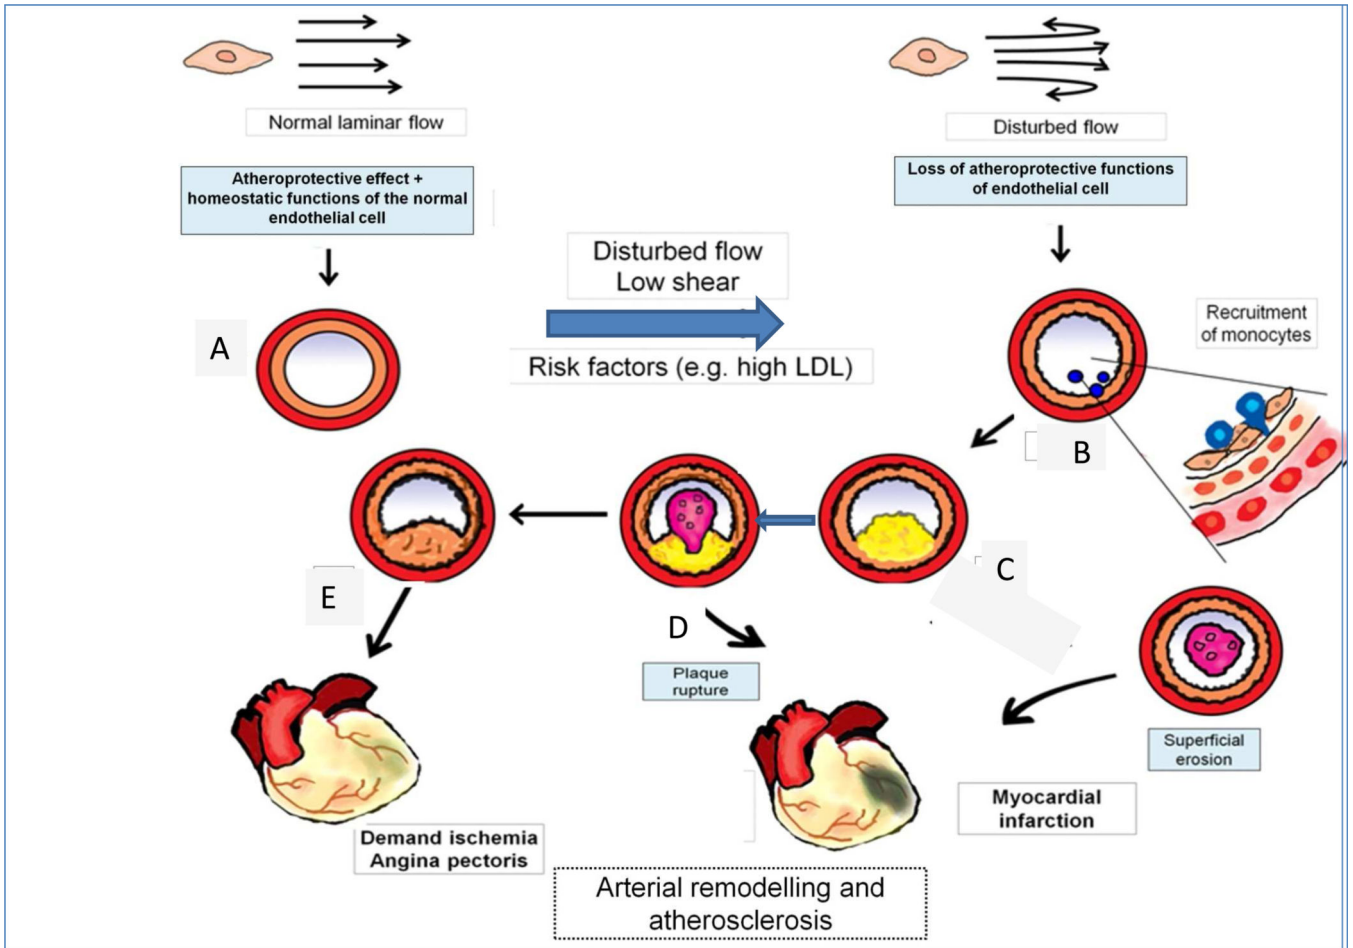 Normal laminar flow
Disturbed flow
Atheroprotective effect +
homeostatic functions of the normal
endothelial cell
Loss of atheroprotective functions
of endothelial cell
Disturbed flow
Low shear
Risk factors (e.g. high LDL)
Recruitment
of monocytes
A
B
C
D
E
Plaque
rupture
Superficial
erosion
Myocardial
infarction
Demand ischemia
Angina pectoris
Arterial remodelling and
atherosclerosis